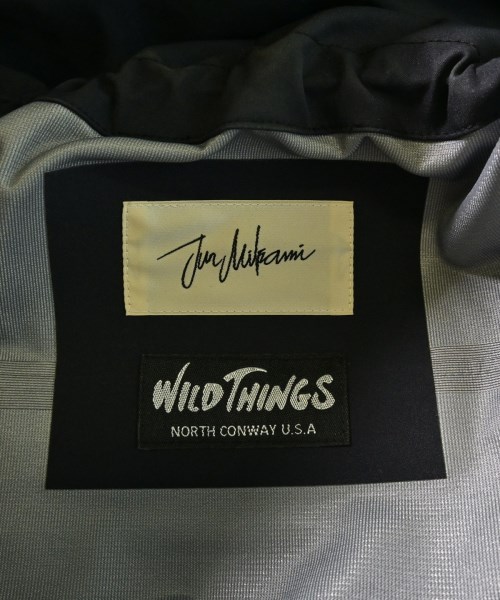 Jun Mikami
WILD THINGS
NORTH CONWAY U.S.A